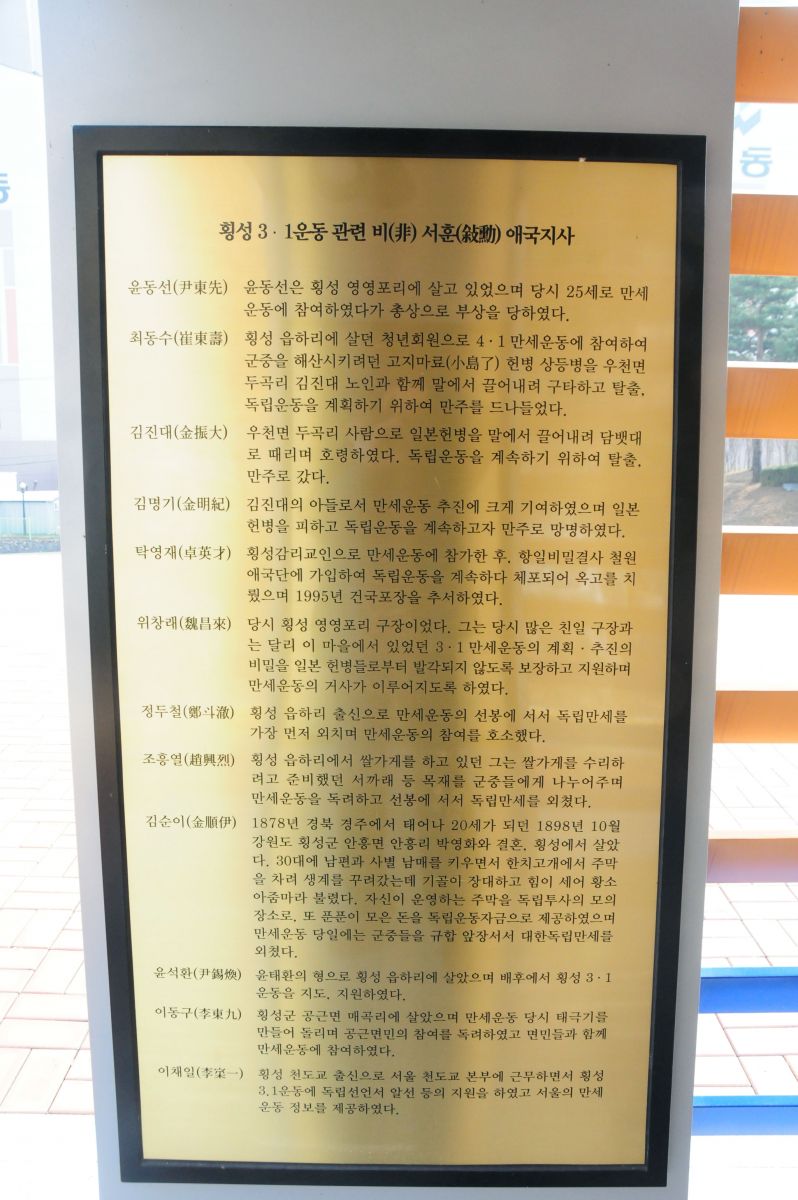 횡성 3 · 1운동 관련 비(非) 서훈(敍勳) 애국지사
윤동선(尹東先) 윤동선은 횡성 영영포리에 살고 있었으며 당시 25세로 만세
운동에 참여하였다가 총상으로 부상을 당하였다.
최동수(崔東壽) 횡성 읍하리에 살던 청년회원으로 4 · 1 만세운동에 참여하여
군중을 해산시키려던 고지마료(小島了) 헌병 상등병을 우천면
두곡리 김진대 노인과 함께 말에서 끌어내려 구타하고 탈출,
독립운동을 계획하기 위하여 만주를 드나들었다.
김진대(金振大) 우천면 두곡리 사람으로 일본헌병을 말에서 끌어내려 담뱃대
로 때리며 호령하였다. 독립운동을 계속하기 위하여 탈출,
만주로 갔다.
김명기(金明紀) 김진대의 아들로서 만세운동 추진에 크게 기여하였으며 일본
헌병을 피하고 독립운동을 계속하고자 만주로 망명하였다.
탁영재(卓英才) 횡성감리교인으로 만세운동에 참가한 후, 항일비밀결사 철원
애국단에 가입하여 독립운동을 계속하다 체포되어 옥고를 치
뤘으며 1995년 건국포장을 추서하였다.
위창래(魏昌來) 당시 횡성 영영포리 구장이었다. 그는 당시 많은 친일 구장과
는 달리 이 마을에서 있었던 3 · 1 만세운동의 계획 · 추진의
비밀을 일본 헌병들로부터 발각되지 않도록 보장하고 지원하며
만세운동의 거사가 이루어지도록 하였다.
정두철(鄭斗澈) 횡성 읍하리 출신으로 만세운동의 선봉에 서서 독립만세를
가장 먼저 외치며 만세운동의 참여를 호소했다.
조흥열(趙興烈) 횡성 읍하리에서 쌀가게를 하고 있던 그는 쌀가게를 수리하
려고 준비했던 서까래 등 목재를 군중들에게 나누어주며
만세운동을 독려하고 선봉에 서서 독립만세를 외쳤다.
김순이(金順伊) 1878년 경북 경주에서 태어나 20세가 되던 1898년 10월
강원도 횡성군 안흥면 안흥리 박영화와 결혼, 횡성에서 살았
다. 30대에 남편과 사별 남매를 키우면서 한치고개에서 주막
을 차려 생계를 꾸려갔는데 기골이 장대하고 힘이 세어 황소
아줌마라 불렸다. 자신이 운영하는 주막을 독립투사의 모의
장소로, 또 푼푼이 모은 돈을 독립운동자금으로 제공하였으며
만세운동 당일에는 군중들을 규합 앞장서서 대한독립만세를
외쳤다.
윤석환(尹錫煥) 윤태환의 형으로 횡성 읍하리에 살았으며 배후에서 횡성 3 · 1
운동을 지도, 지원하였다.
이동구(李東九) 횡성군 공근면 매곡리에 살았으며 만세운동 당시 태극기를
만들어 돌리며 공근면민의 참여를 독려하였고 면민들과 함께
만세운동에 참여하였다.
이채일(李寀一) 횡성 천도교 출신으로 서울 천도교 본부에 근무하면서 횡성
3.1운동에 독립선언서 알선 등의 지원을 하였고 서울의 만세
운동 정보를 제공하였다.
동